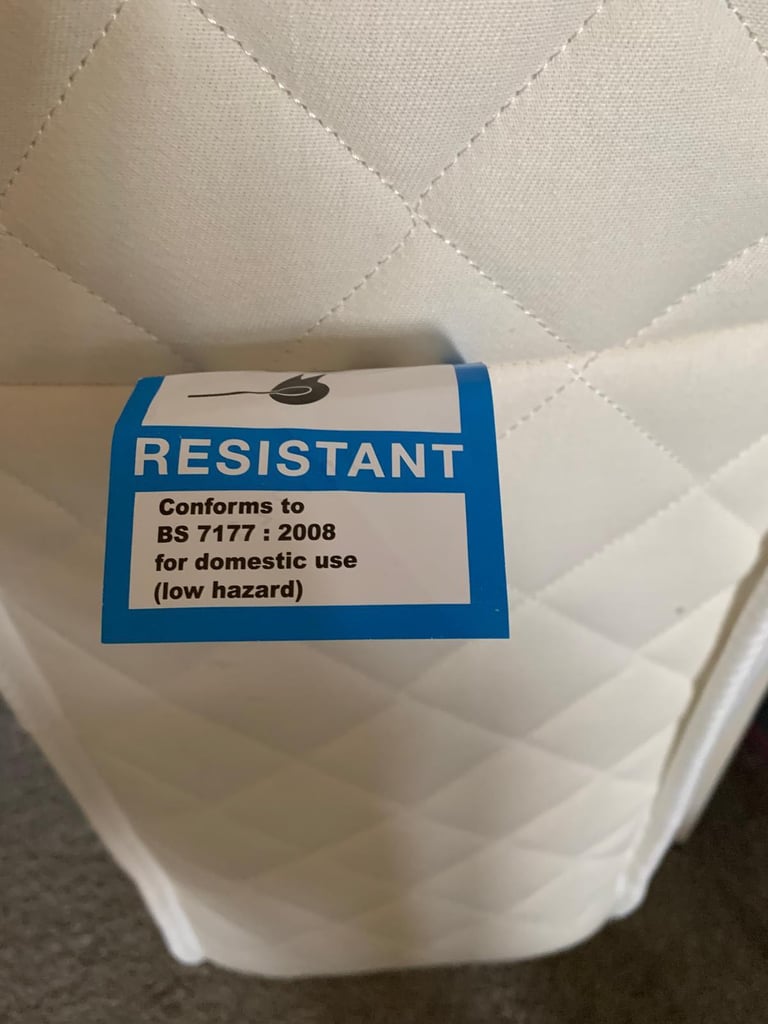 RESISTANT
Conforms to
BS 7177 : 2008
for domestic use
(low hazard)